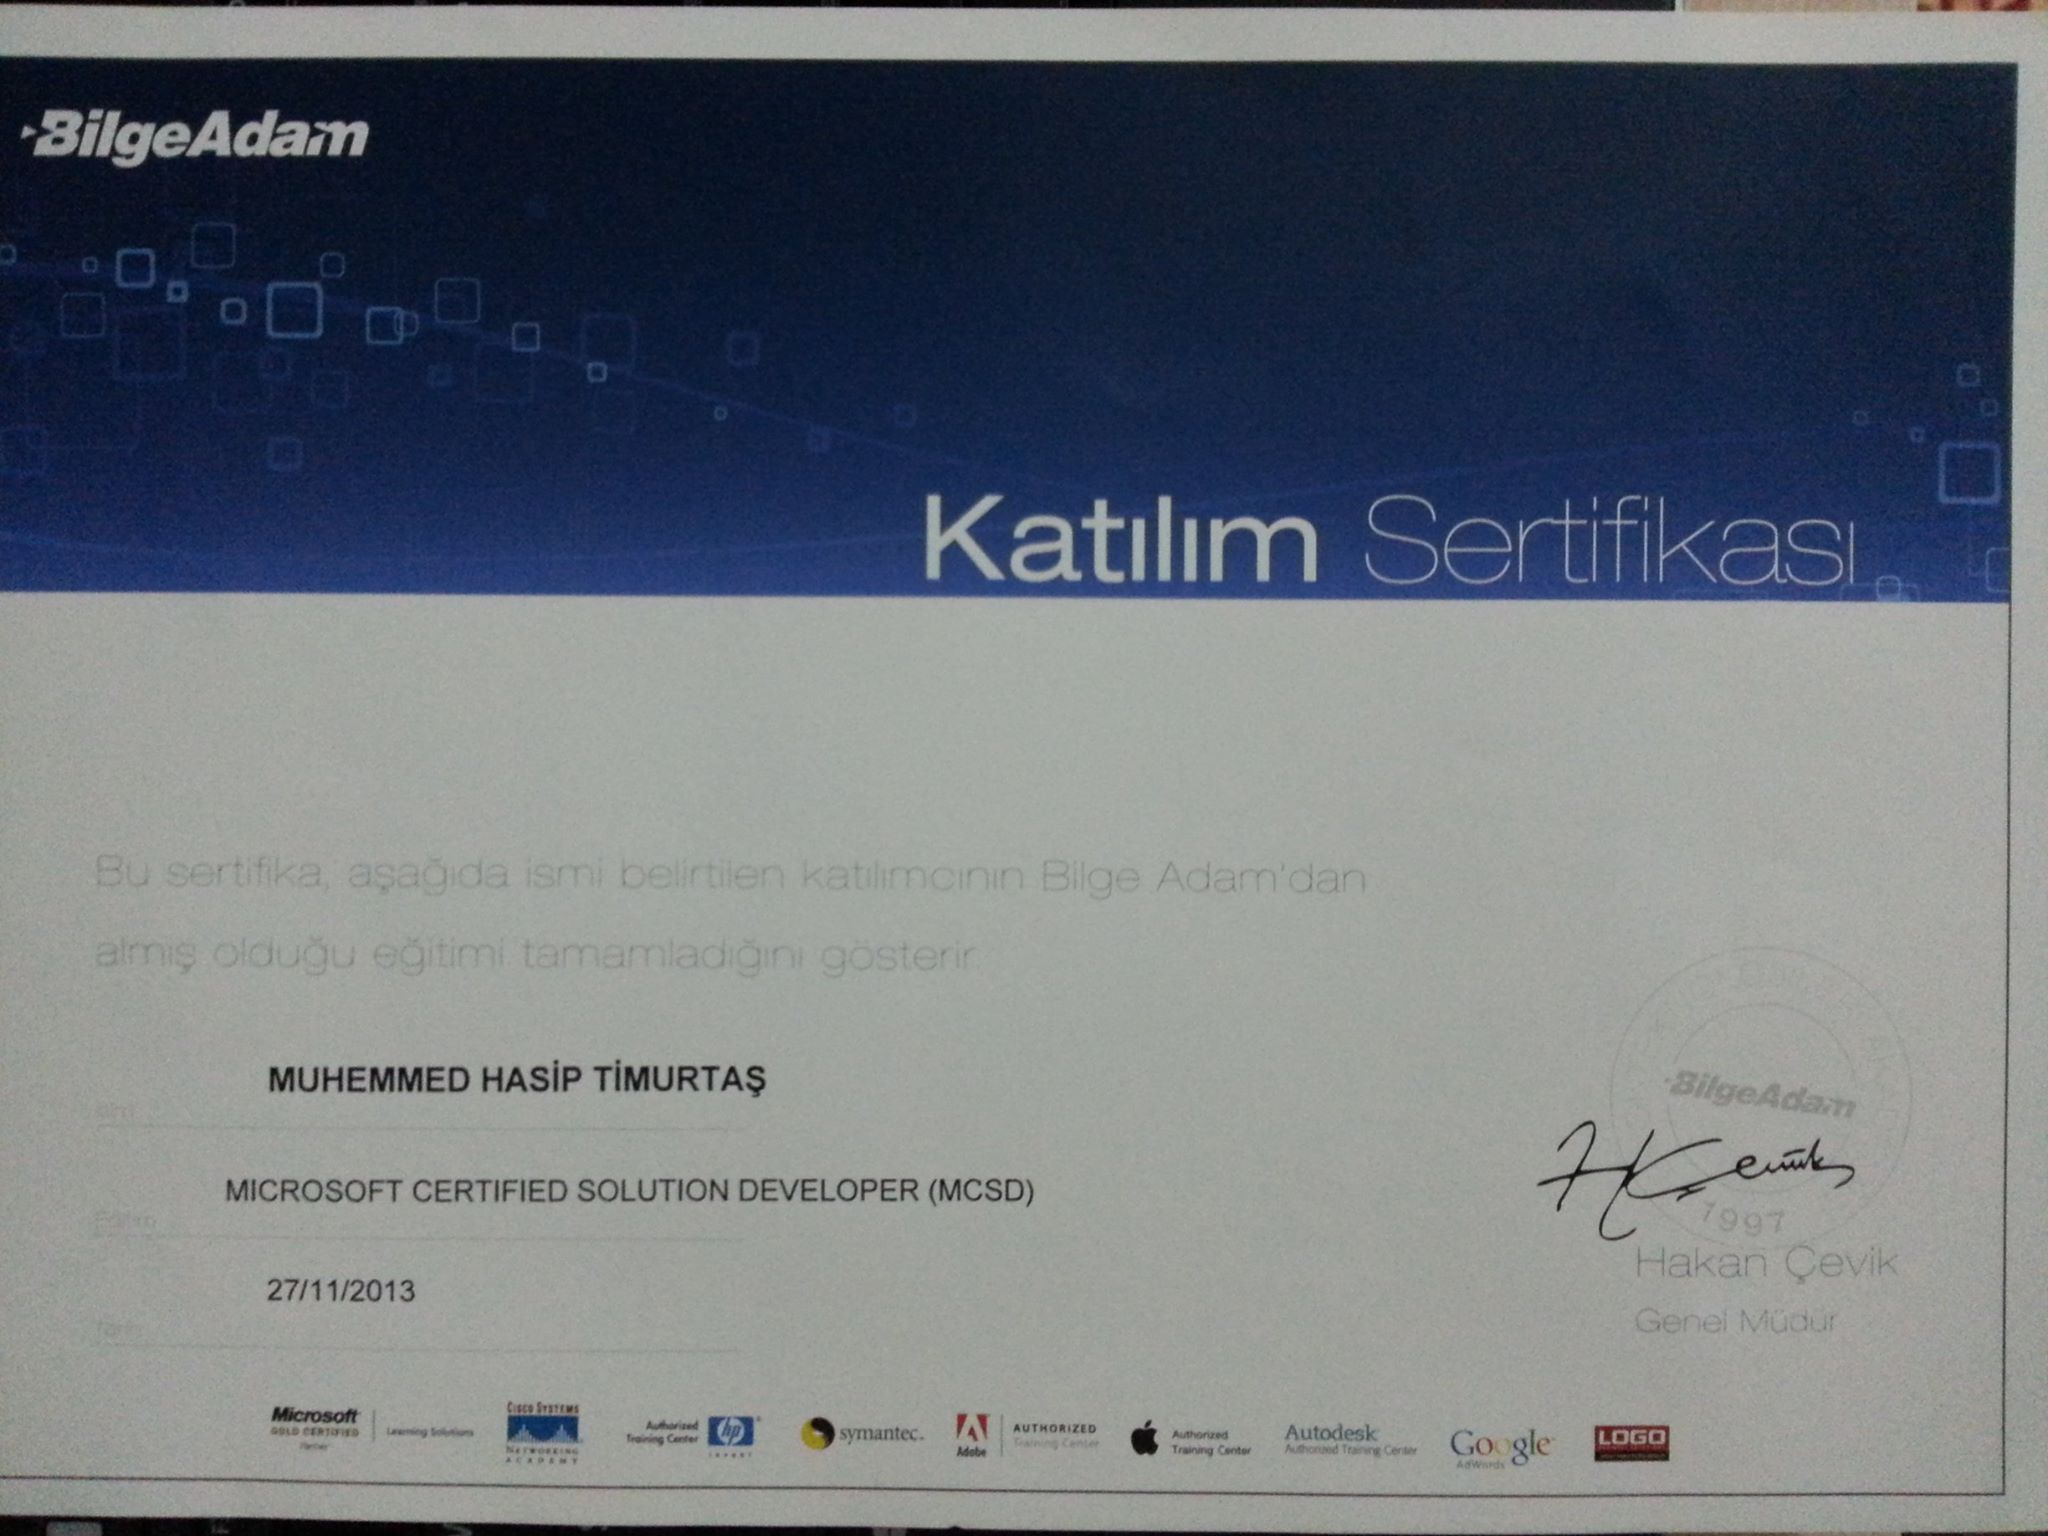 BilgeAdam
Katılım Sertifikası
Bu sertifika, aşağıda ismi belirtilen katılımcının Bilge Adam'dan
almış olduğu eğitimi tamamladığını gösterir.
MUHEMMED HASİP TİMURTAŞ
MICROSOFT CERTIFIED SOLUTION DEVELOPER (MCSD)
Eğitim
27/11/2013
Tarih
BilgeAdam
1997
Hakan Çevik
Genel Müdür
Microsoft
GOLD CERTIFIED
Partner
Learning Solutions
CISCO SYSTEMS
NETWORKING
ACADEMY
Authorized
Training Center
hp
invent
symantec.
Adobe
AUTHORIZED
Training Center
Authorized
Training Center
Autodesk
Authorized Training Center
Google
AdWords
LOGO